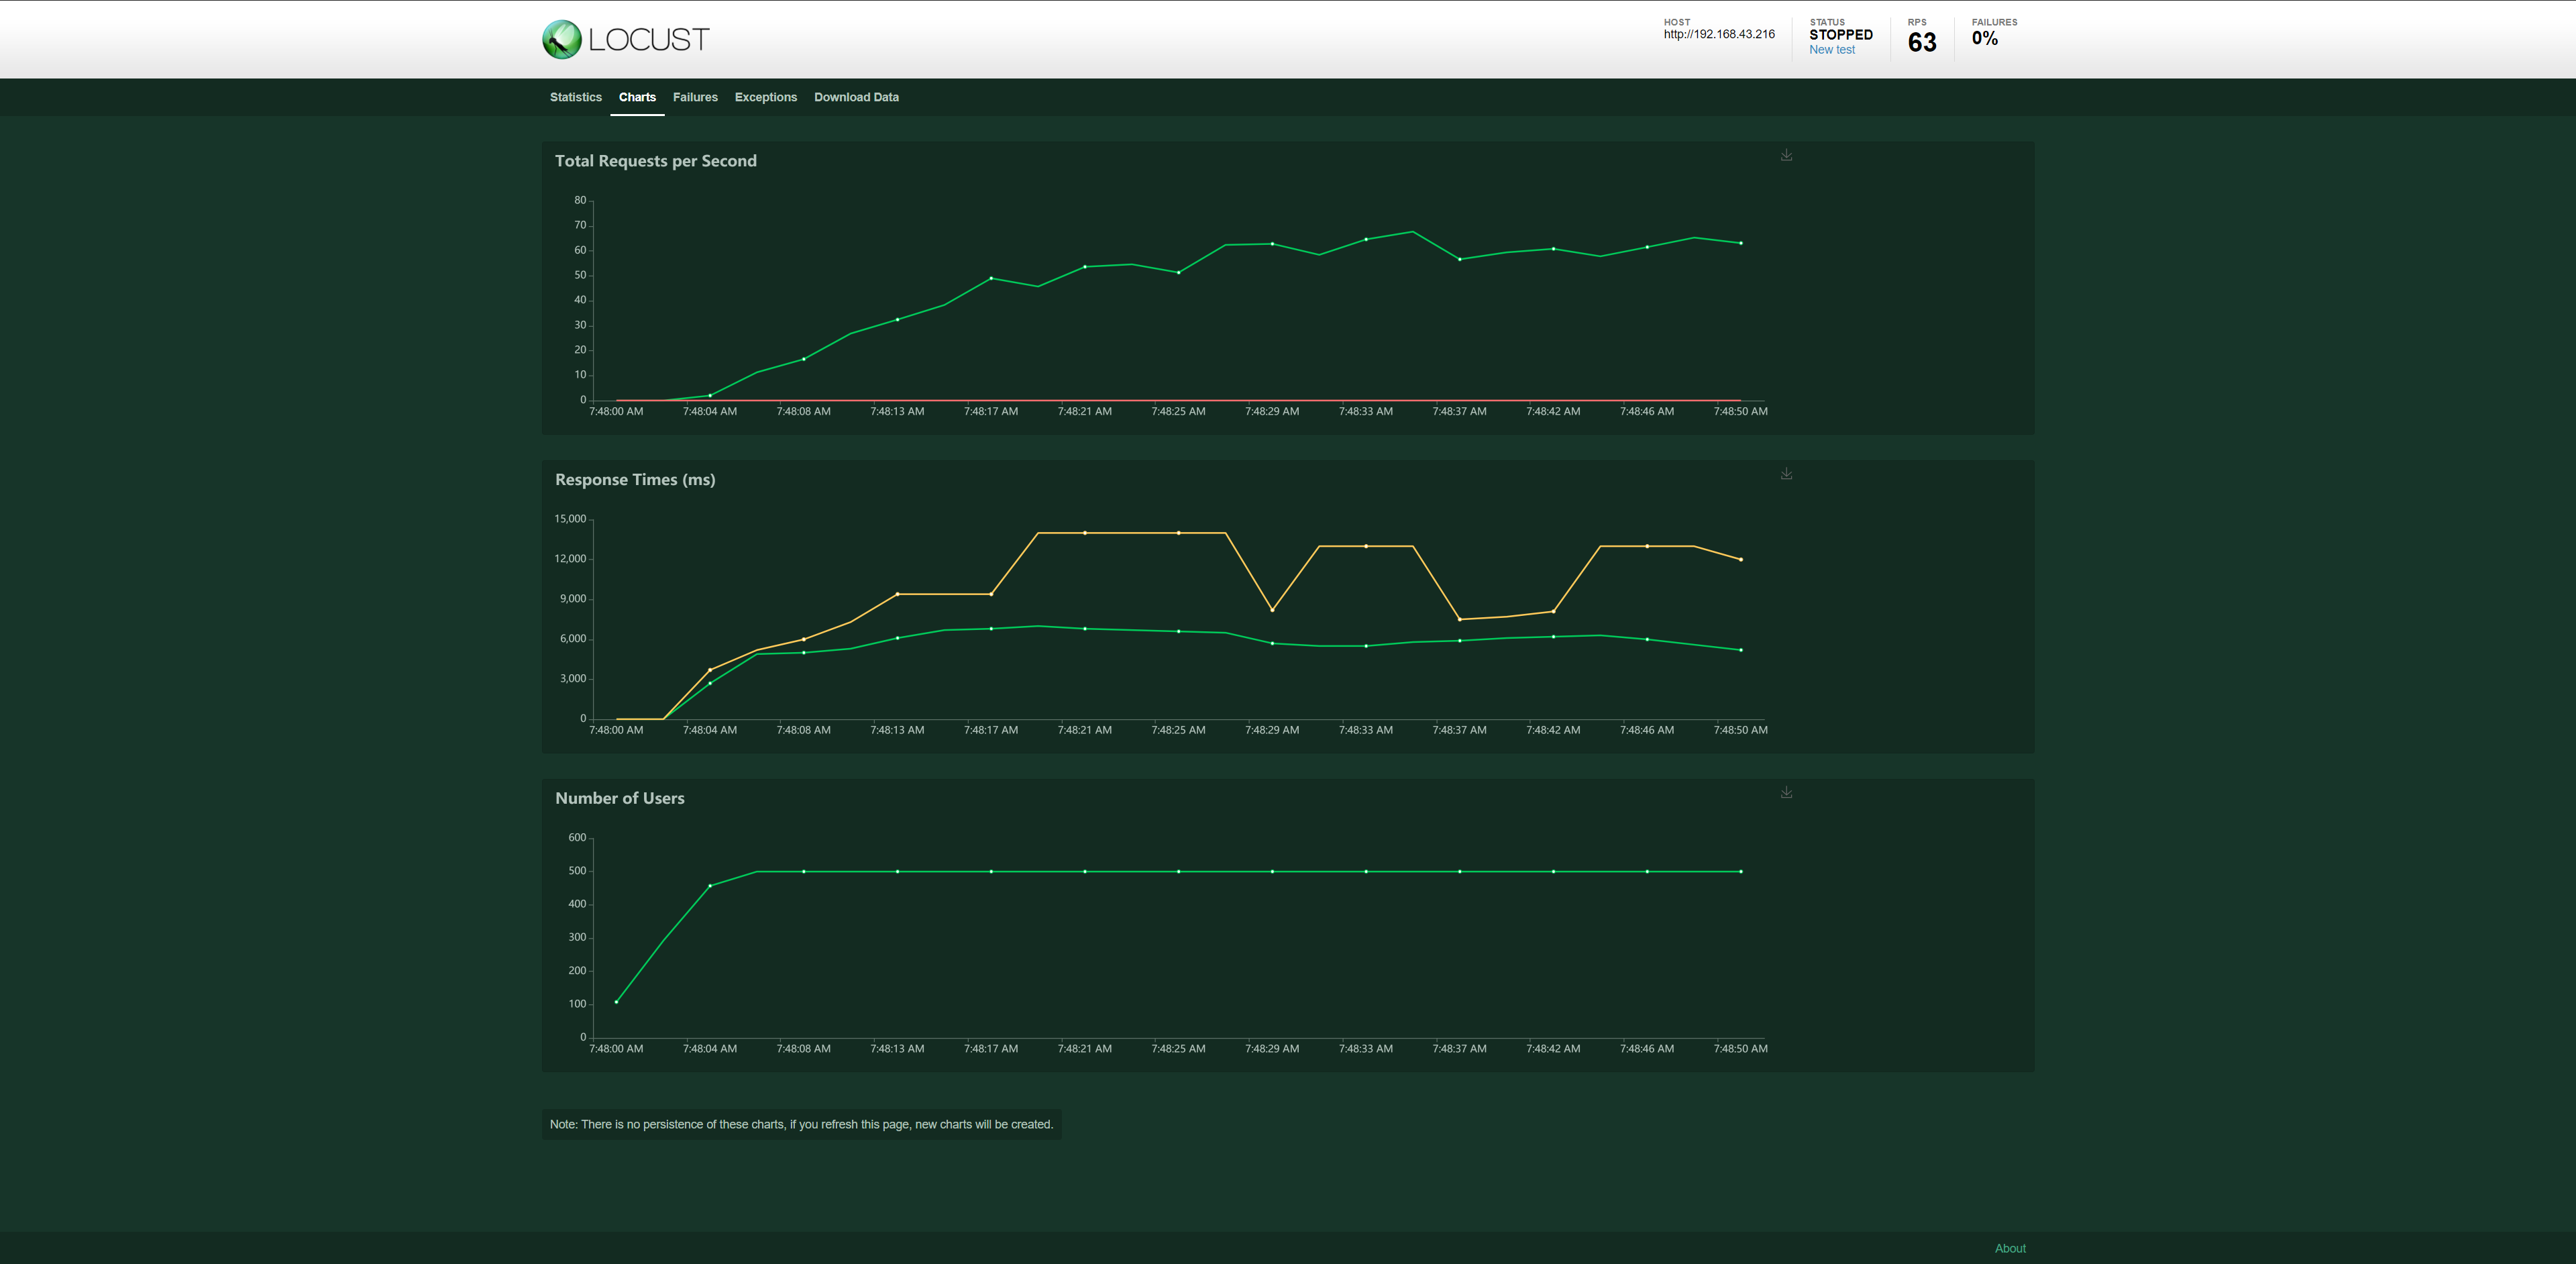 LOCUST
HOST
http://192.168.43.216
STATUS
STOPPED
New test
RPS
63
FAILURES
0%
Statistics Charts Failures Exceptions Download Data
Total Requests per Second
80
70
60
50
40
30
20
10
0
7:48:00 AM 7:48:04 AM 7:48:08 AM 7:48:13 AM 7:48:17 AM 7:48:21 AM 7:48:25 AM 7:48:29 AM 7:48:33 AM 7:48:37 AM 7:48:42 AM 7:48:46 AM 7:48:50 AM
Response Times (ms)
15,000
12,000
9,000
6,000
3,000
0
7:48:00 AM 7:48:04 AM 7:48:08 AM 7:48:13 AM 7:48:17 AM 7:48:21 AM 7:48:25 AM 7:48:29 AM 7:48:33 AM 7:48:37 AM 7:48:42 AM 7:48:46 AM 7:48:50 AM
Number of Users
600
500
400
300
200
100
0
7:48:00 AM 7:48:04 AM 7:48:08 AM 7:48:13 AM 7:48:17 AM 7:48:21 AM 7:48:25 AM 7:48:29 AM 7:48:33 AM 7:48:37 AM 7:48:42 AM 7:48:46 AM 7:48:50 AM
Note: There is no persistence of these charts, if you refresh this page, new charts will be created.
About